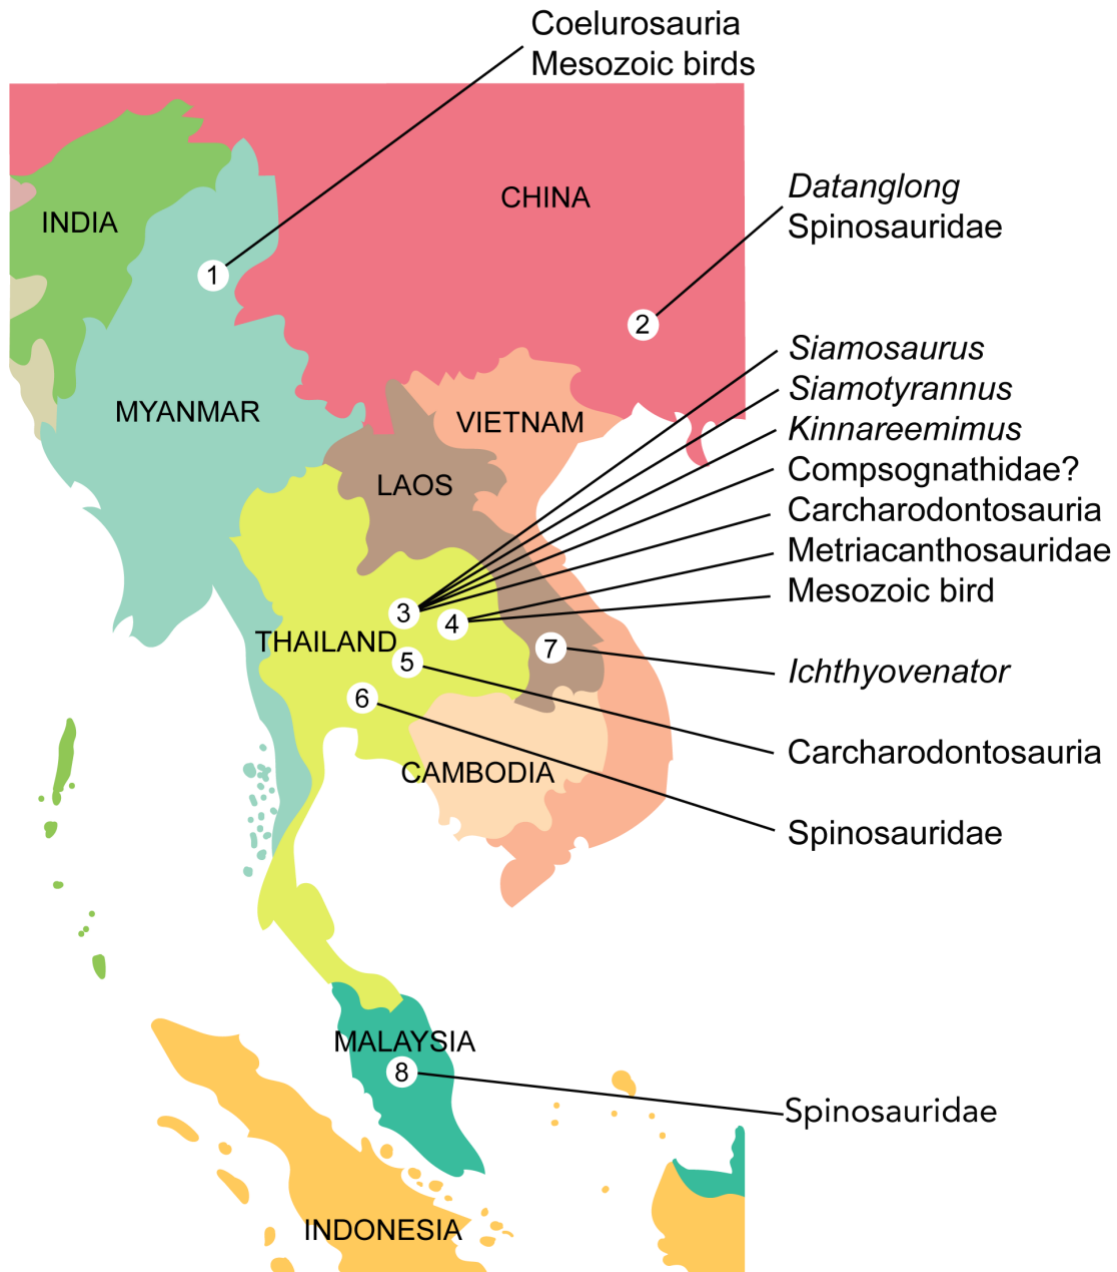 Coelurosauria
Mesozoic birds
CHINA
Datanglong
Spinosauridae
INDIA
1
2
Siamosaurus
Siamotyrannus
MYANMAR
VIETNAM
Kinnareemimus
Compsognathidae?
LAOS
Carcharodontosauria
Metriacanthosauridae
Mesozoic bird
3
4
THAILAND
7
5
Ichthyovenator
6
Carcharodontosauria
CAMBODIA
Spinosauridae
MALAYSIA
8
Spinosauridae
INDONESIA